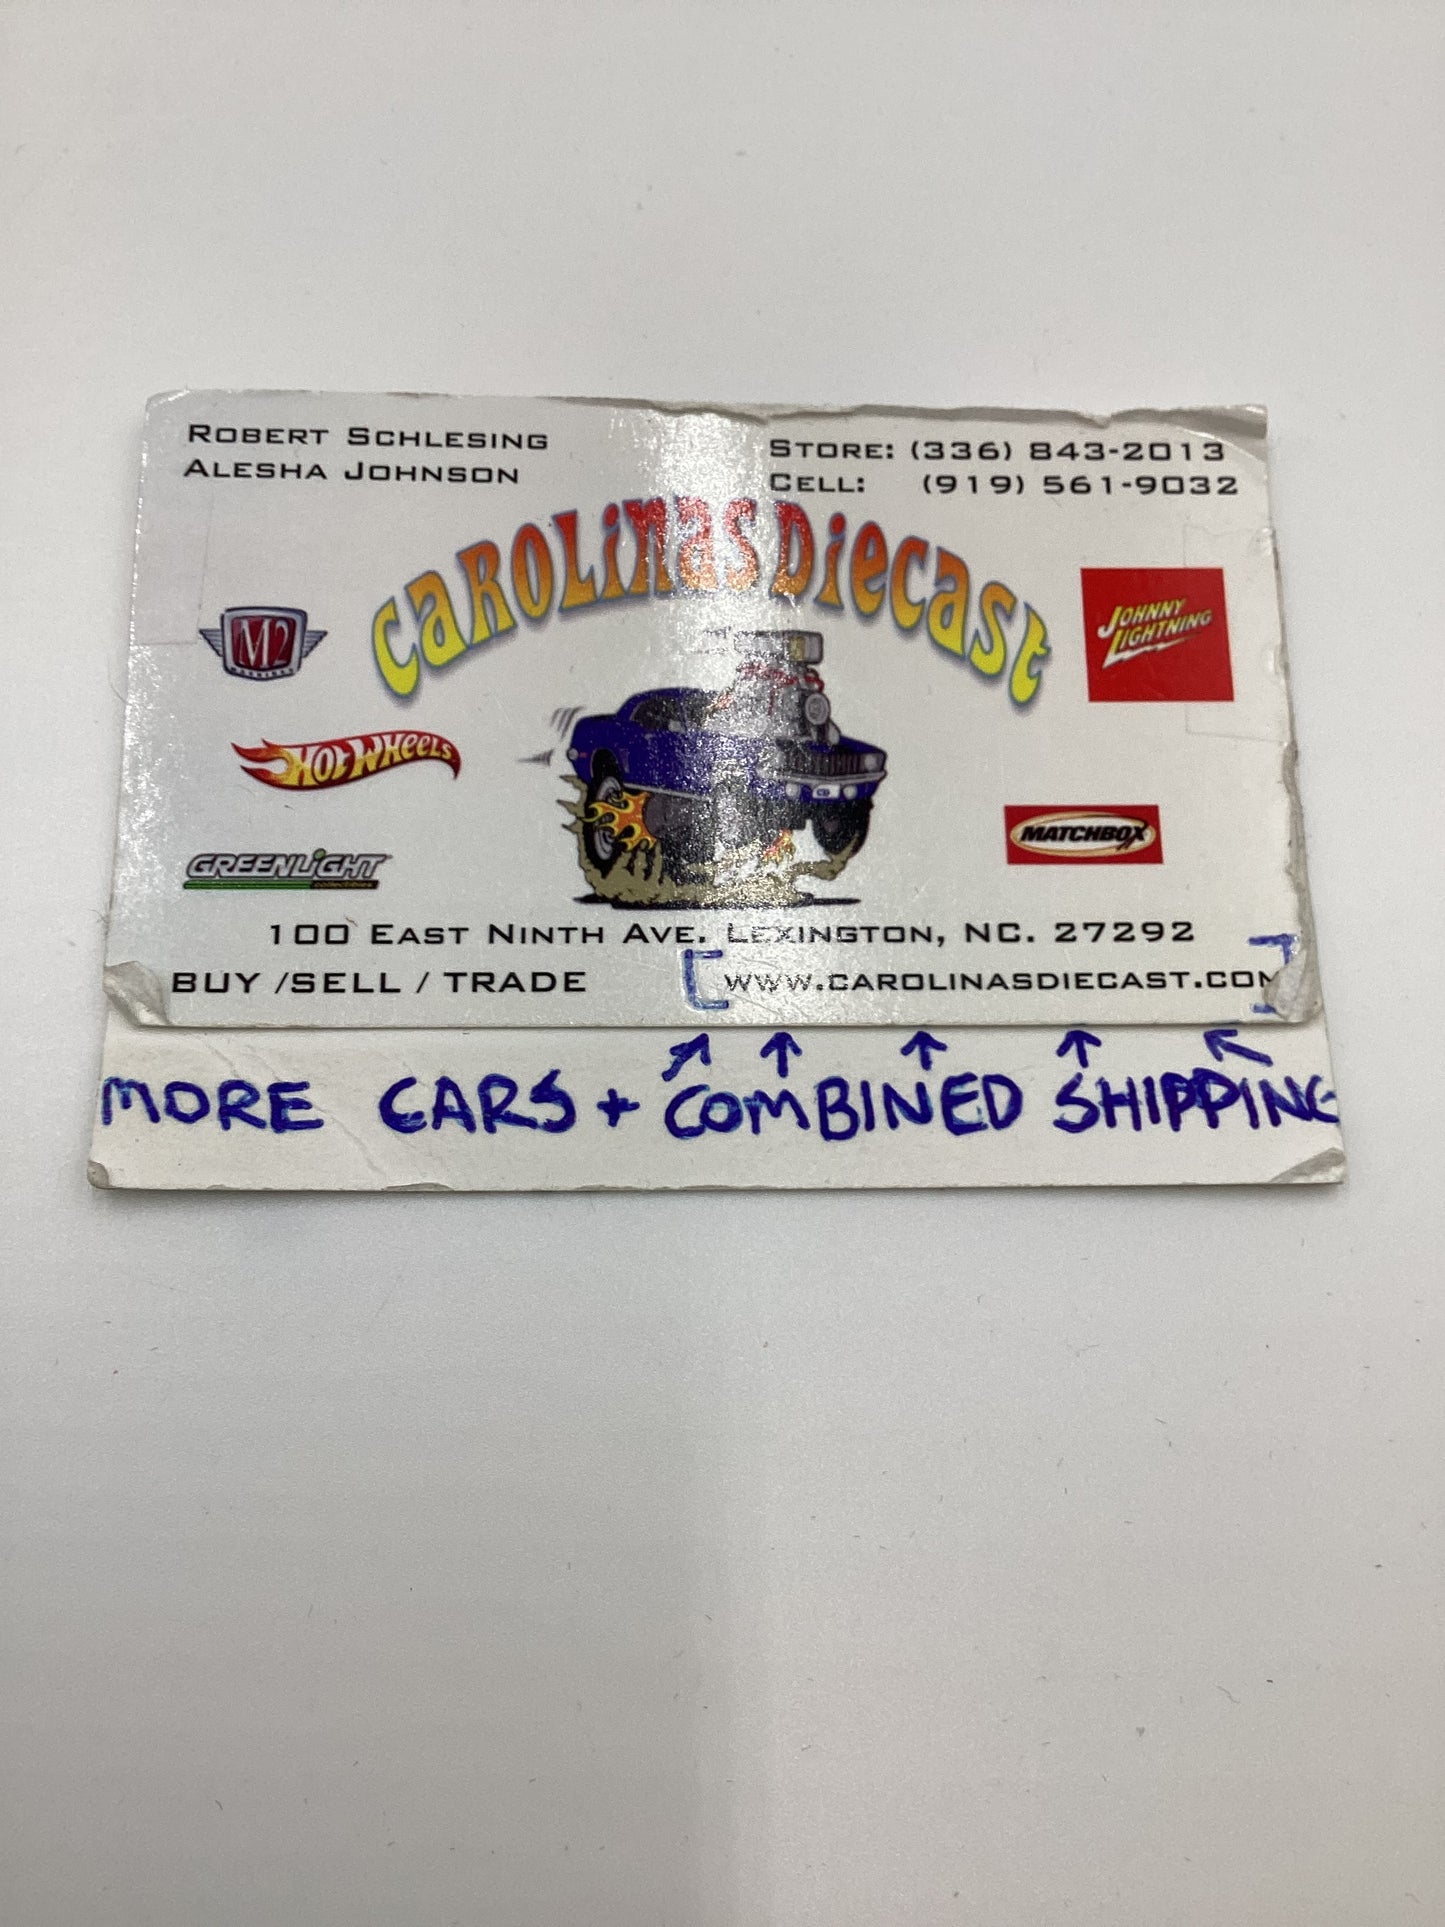 ROBERT SCHLESING
ALESHA JOHNSON
STORE: (336) 843-2013
CELL: (919) 561-9032
CAROLINAS DIECAST
M2
MACHINES
JOHNNY
LIGHTNING
HOT WHEELS
MATCHBOX
GREENLIGHT
collectibles
100 EAST NINTH AVE. LEXINGTON, NC. 27292
BUY /SELL / TRADE
[WWW.CAROLINASDIECAST.COM]
↗ ↑ ↑ ↑ ↖
MORE CARS + COMBINED SHIPPING